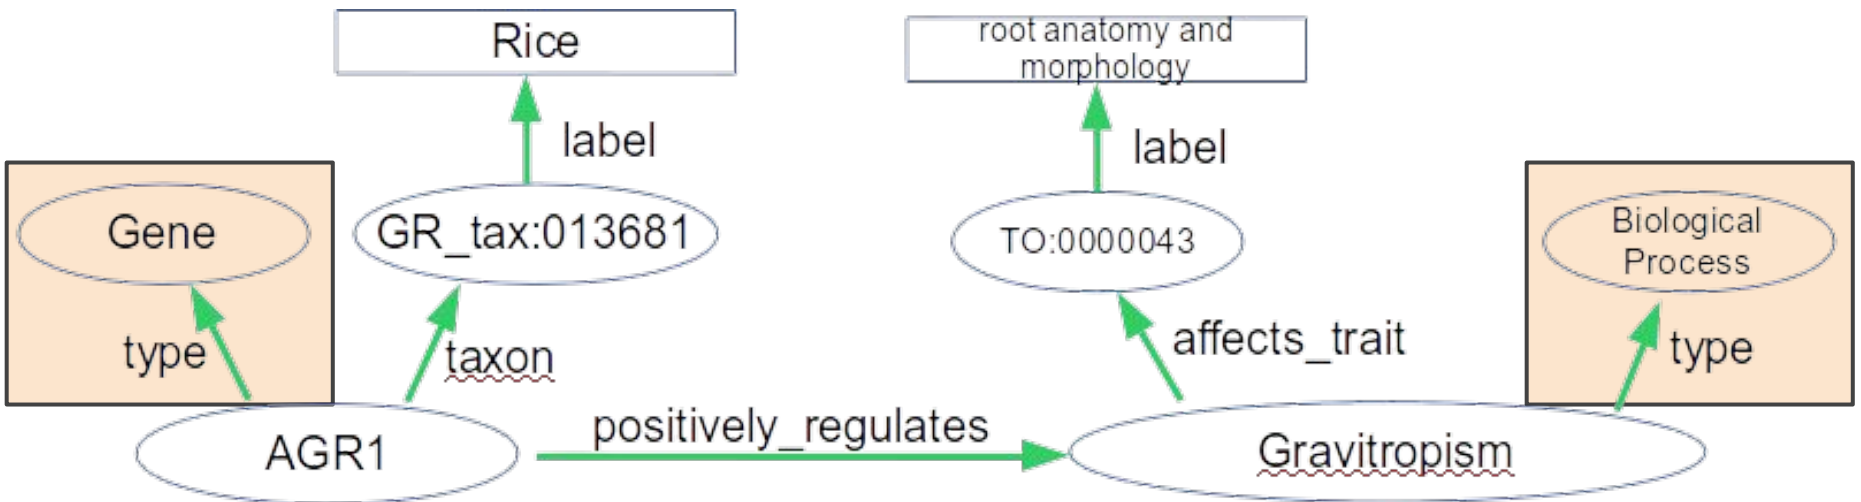 Rice
root anatomy and
morphology
label
label
Gene
GR_tax:013681
TO:0000043
Biological
Process
type
taxon
affects_trait
type
AGR1
positively_regulates
Gravitropism